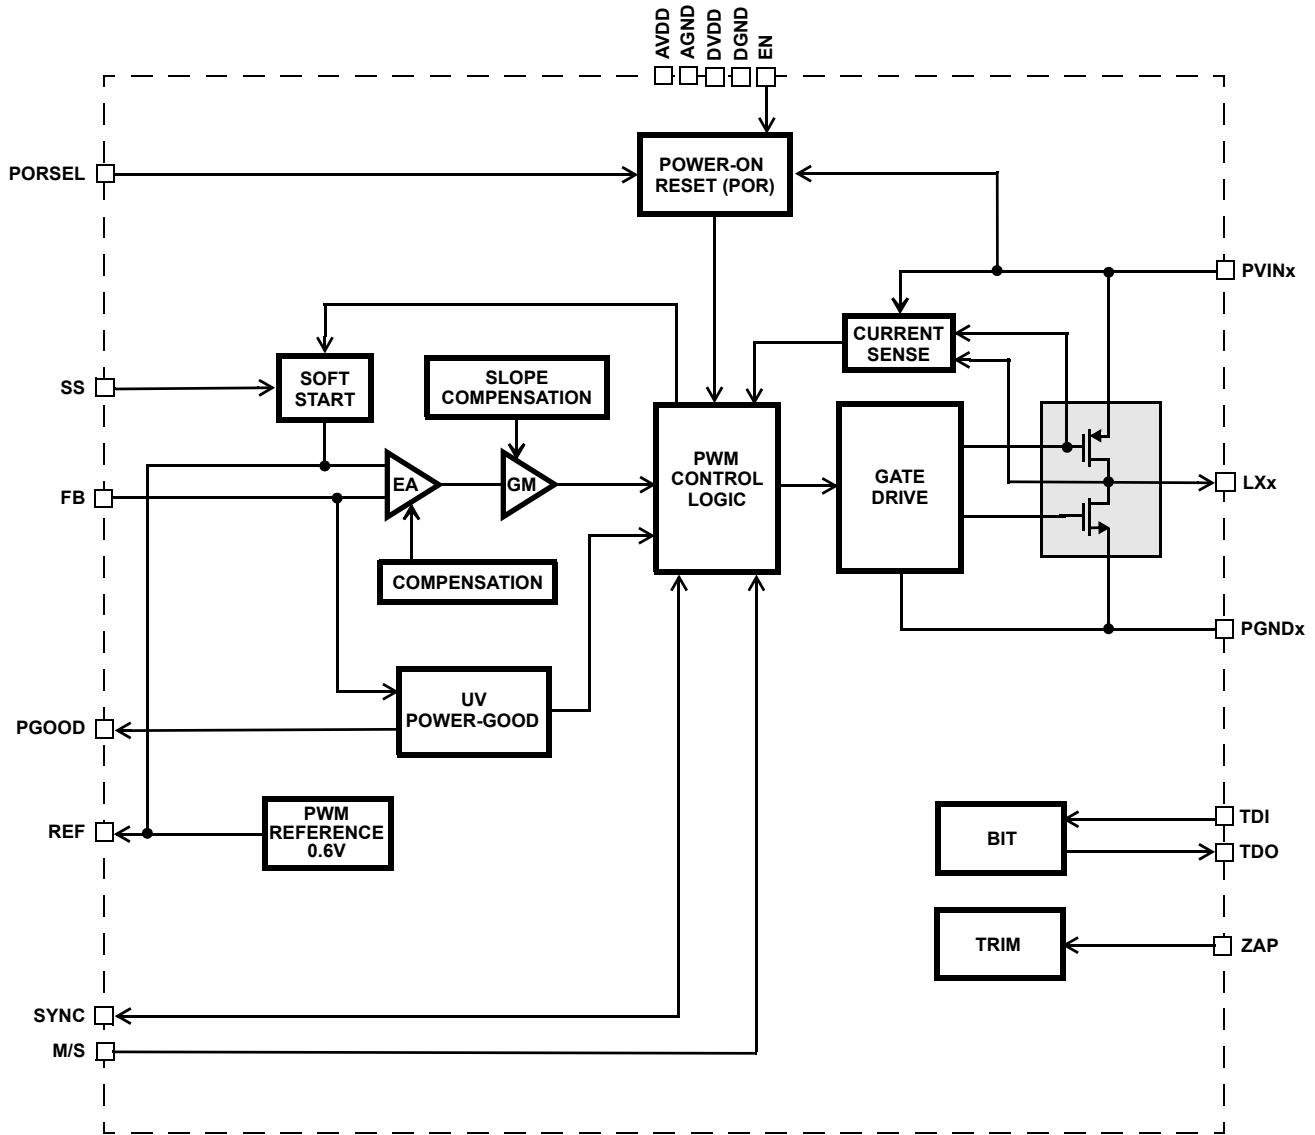 AVDD
AGND
DVDD
DGND
EN
PORSEL
POWER-ON
RESET (POR)
PVINx
CURRENT
SENSE
SS
SOFT
START
SLOPE
COMPENSATION
FB
EA
GM
PWM
CONTROL
LOGIC
GATE
DRIVE
LXx
COMPENSATION
PGNDx
UV
POWER-GOOD
PGOOD
REF
PWM
REFERENCE
0.6V
BIT
TDI
TDO
TRIM
ZAP
SYNC
M/S